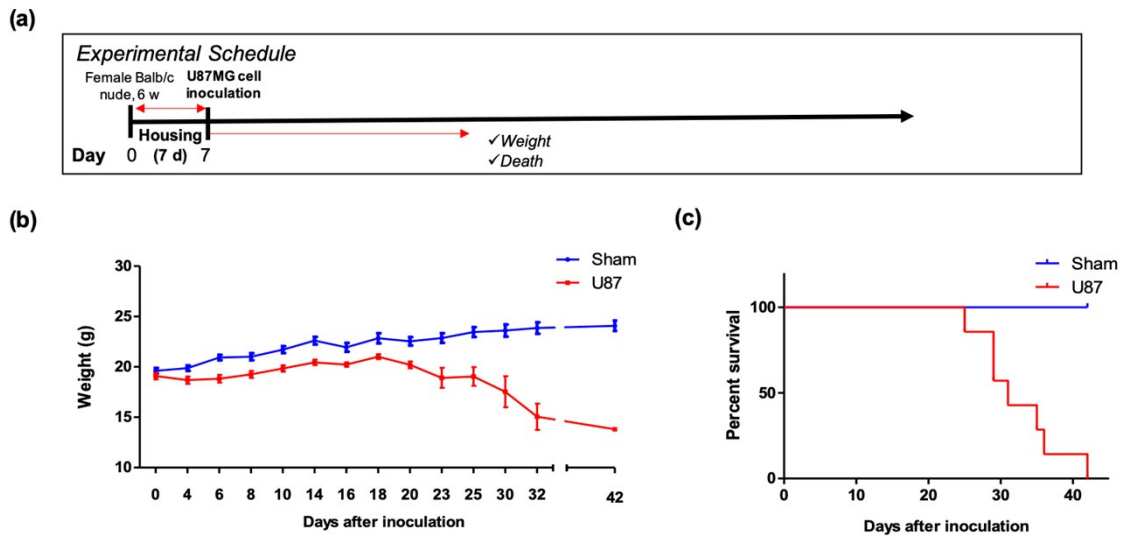 (a)
Experimental Schedule
Female Balb/c
nude, 6 w
U87MG cell
inoculation
Housing
Day 0 (7 d) 7
✓Weight
✓Death
(b)
Sham
U87
30
25
20
15
10
Weight (g)
0 4 6 8 10 14 16 18 20 23 25 30 32 42
Days after inoculation
(c)
Sham
U87
100
50
0
Percent survival
0 10 20 30 40
Days after inoculation